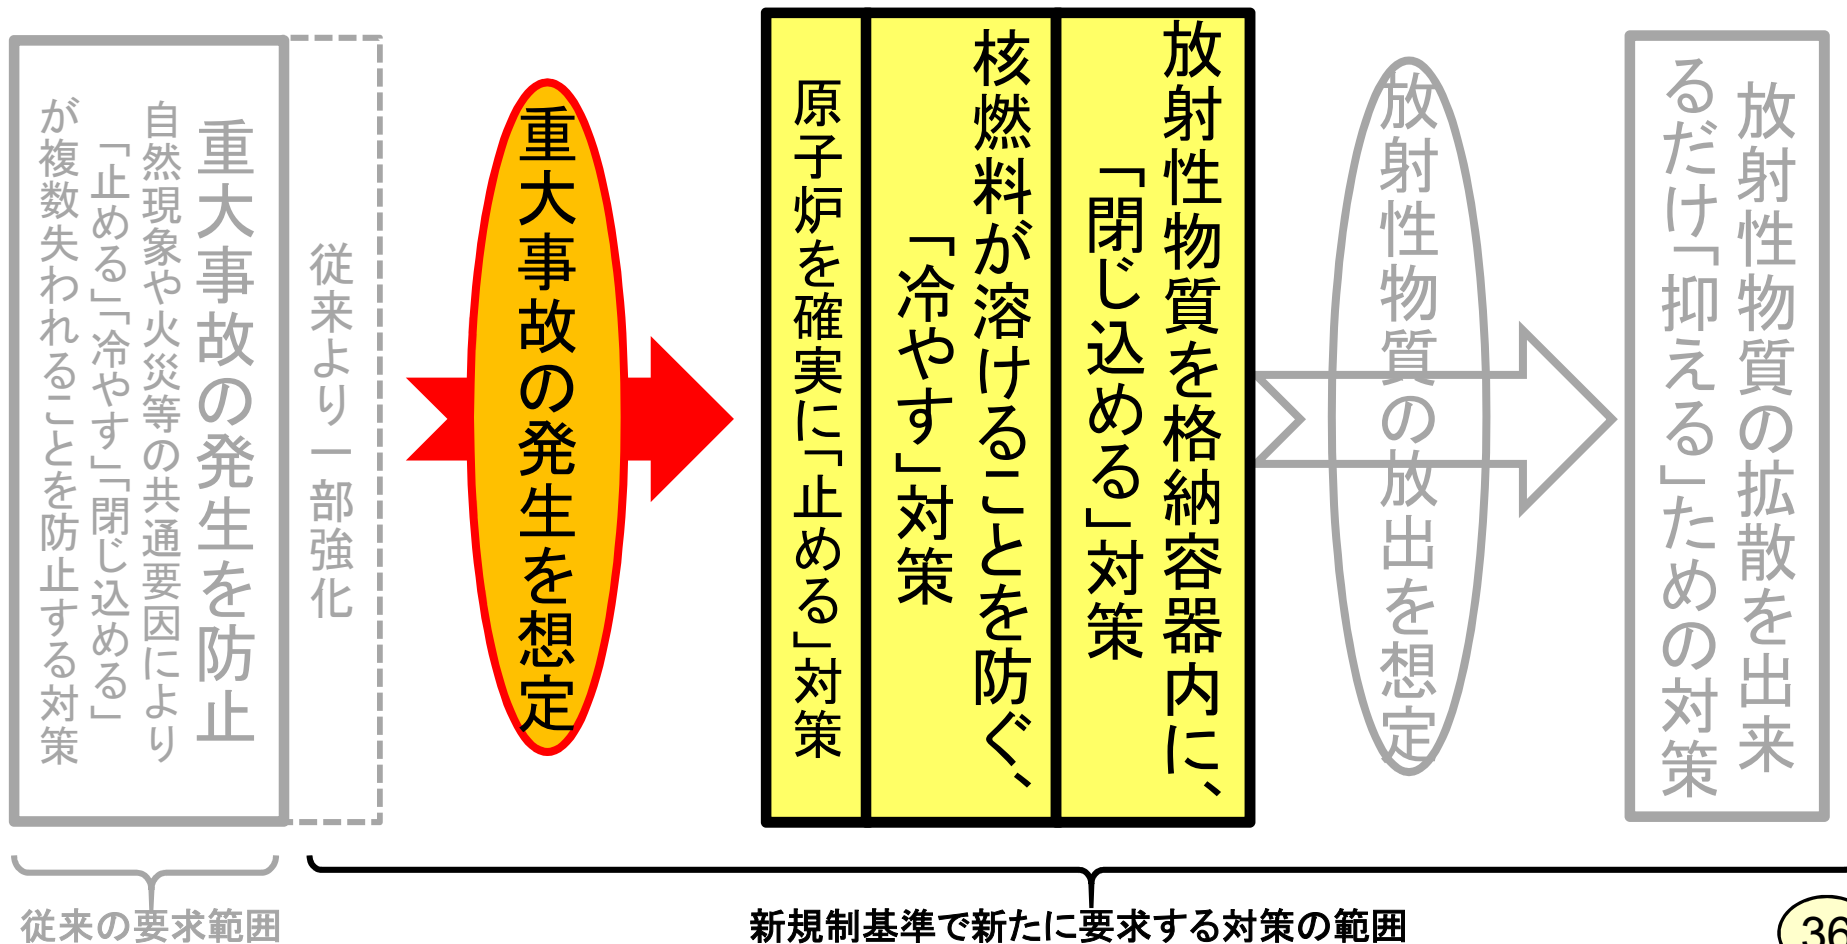 重大事故の発生を防止
自然現象や火災等の共通要因により
「止める」「冷やす」「閉じ込める」
が複数失われることを防止する対策
従来より一部強化
重大事故の発生を想定
原子炉を確実に「止める」対策
核燃料が溶けることを防ぐ、
「冷やす」対策
放射性物質を格納容器内に、
「閉じ込める」対策
放射性物質の放出を想定
放射性物質の拡散を出来
るだけ「抑える」ための対策
従来の要求範囲
新規制基準で新たに要求する対策の範囲
36